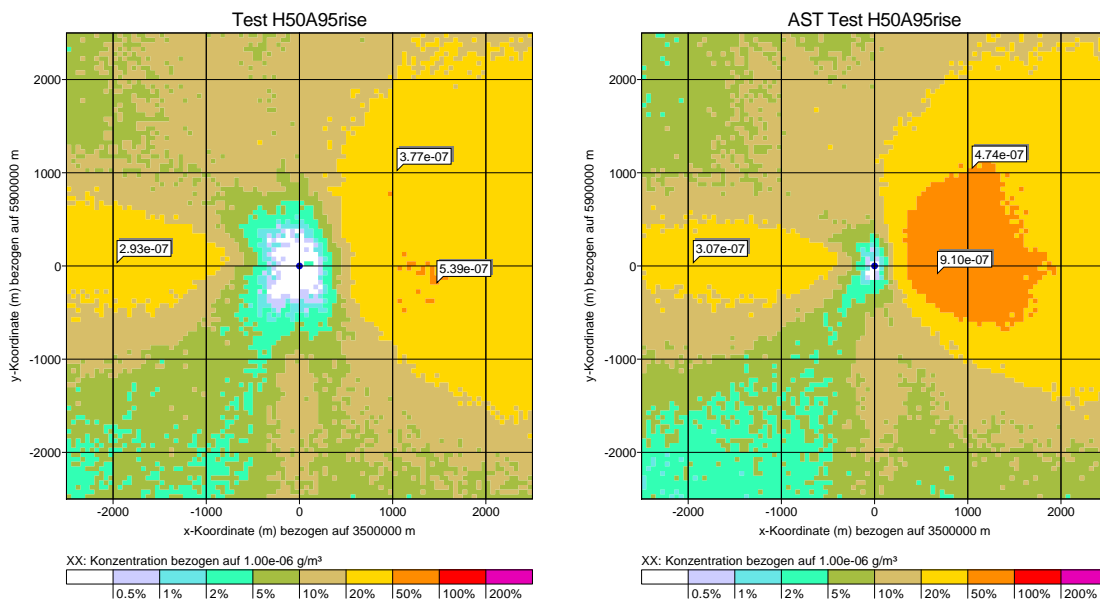 Test H50A95rise
2000
1000
0
-1000
-2000
y-Koordinate (m) bezogen auf 5900000 m
3.77e-07
2.93e-07
5.39e-07
-2000
-1000
0
1000
2000
x-Koordinate (m) bezogen auf 3500000 m
XX: Konzentration bezogen auf 1.00e-06 g/m³
0.5%
1%
2%
5%
10%
20%
50%
100%
200%
AST Test H50A95rise
2000
1000
0
-1000
-2000
y-Koordinate (m) bezogen auf 5900000 m
4.74e-07
3.07e-07
9.10e-07
-2000
-1000
0
1000
2000
x-Koordinate (m) bezogen auf 3500000 m
XX: Konzentration bezogen auf 1.00e-06 g/m³
0.5%
1%
2%
5%
10%
20%
50%
100%
200%